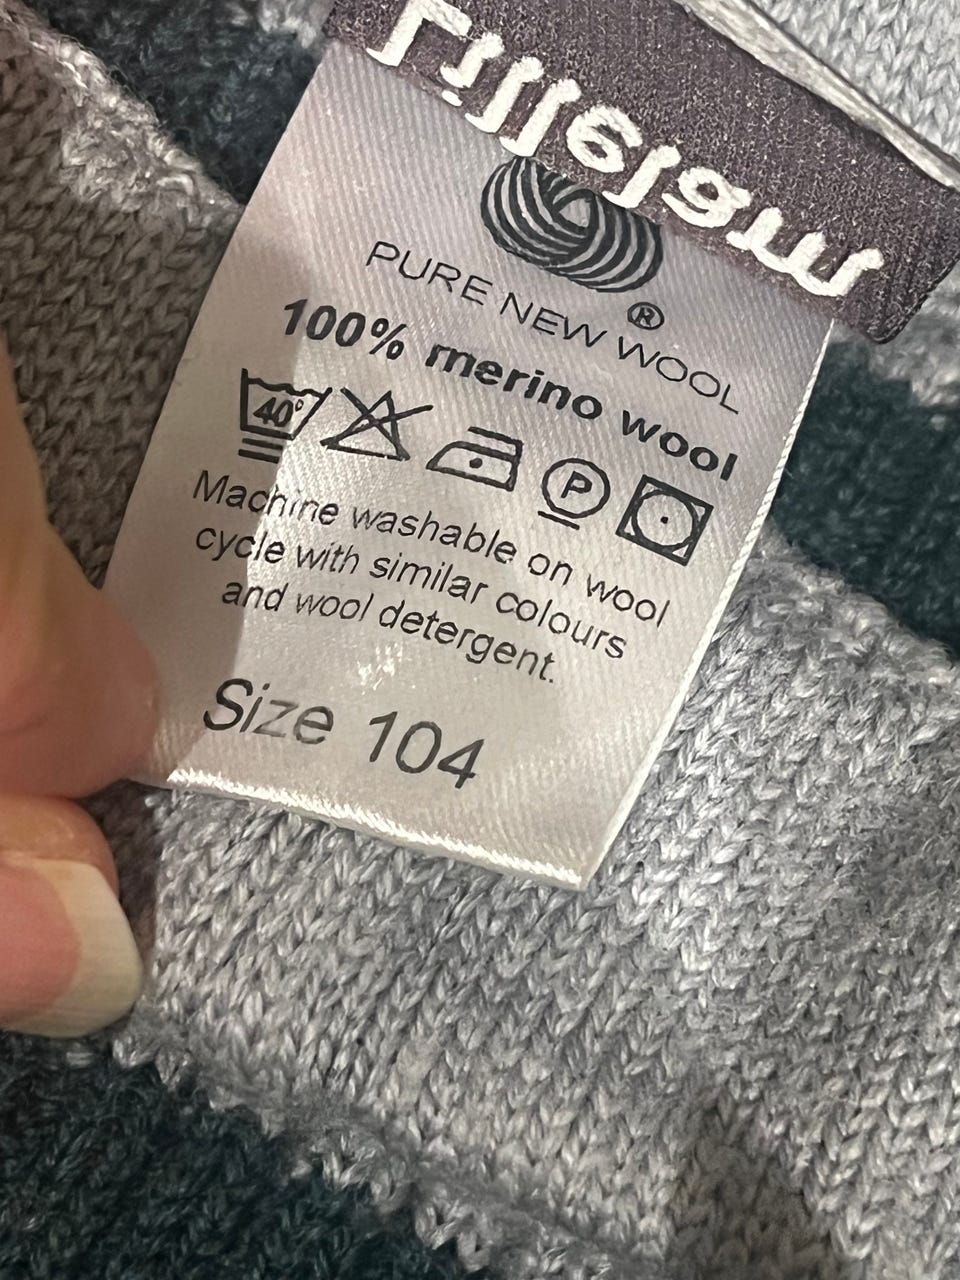 Lillelam
®
PURE NEW WOOL
100% merino wool
40° P
Machine washable on wool
cycle with similar colours
and wool detergent.
Size 104